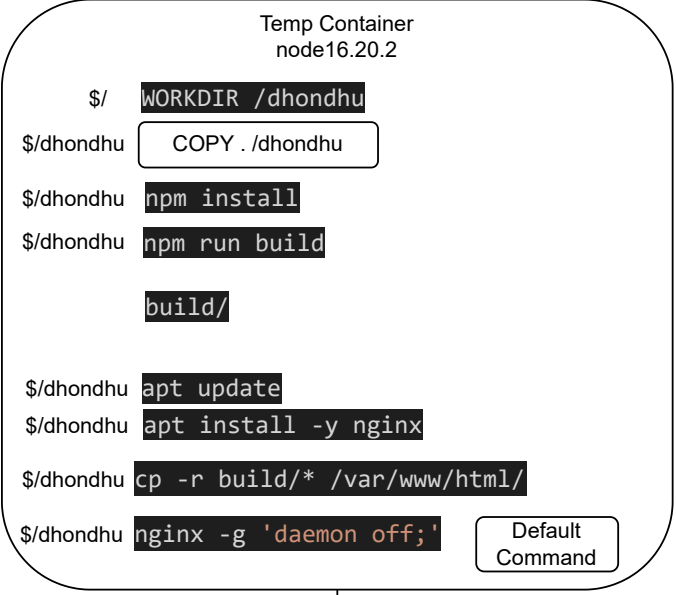 Temp Container
node16.20.2
$/ WORKDIR /dhondhu
$/dhondhu COPY . /dhondhu
$/dhondhu npm install
$/dhondhu npm run build
build/
$/dhondhu apt update
$/dhondhu apt install -y nginx
$/dhondhu cp -r build/* /var/www/html/
$/dhondhu nginx -g 'daemon off;'
Default
Command